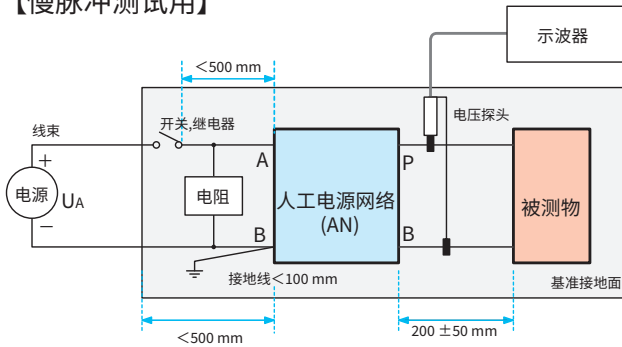 【慢脉冲测试用】
示波器
＜500 mm
电压探头
线束
开关,继电器
A
P
电源
UA
电阻
人工电源网络
(AN)
被测物
B
B
接地线＜100 mm
基准接地面
＜500 mm
200 ±50 mm